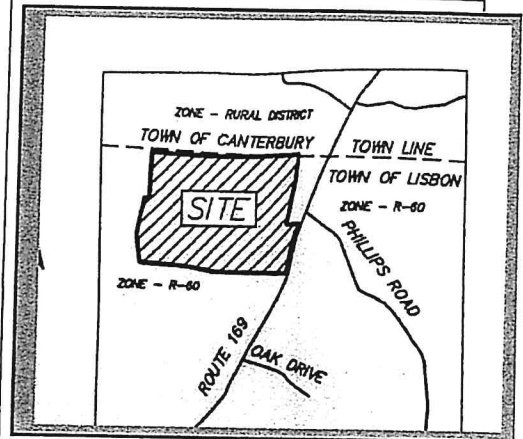 ZONE - RURAL DISTRICT
TOWN OF CANTERBURY
TOWN LINE
TOWN OF LISBON
SITE
ZONE - R-60
PHILLIPS ROAD
ZONE - R-60
ROUTE 169
OAK DRIVE